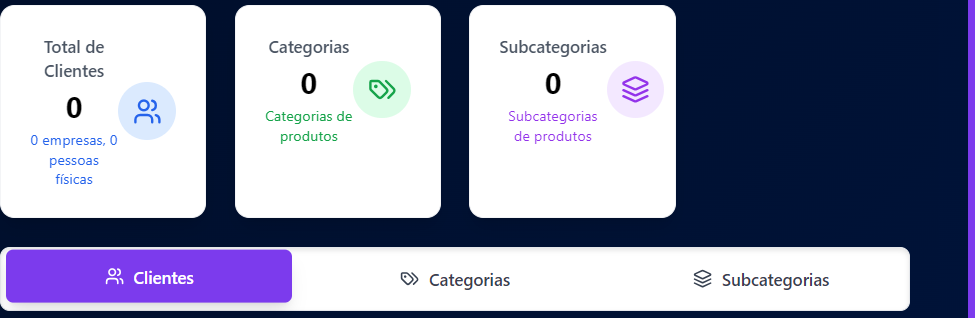 Total de
Clientes
0
0 empresas, 0
pessoas
físicas
Categorias
0
Categorias de
produtos
Subcategorias
0
Subcategorias
de produtos
Clientes
Categorias
Subcategorias